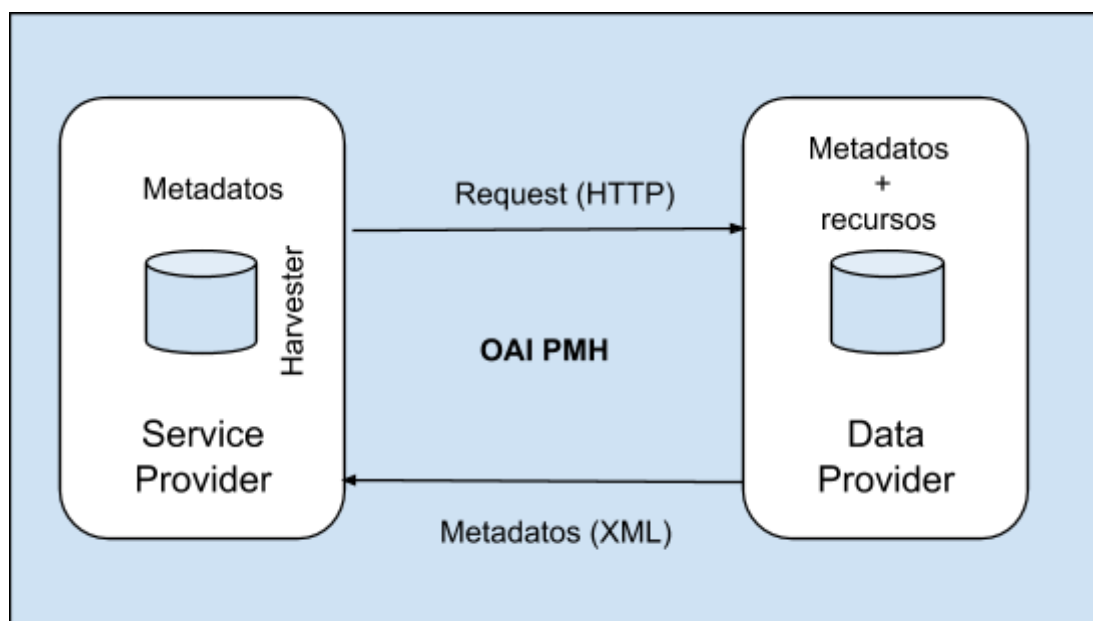 Metadatos
Harvester
Service
Provider
Request (HTTP)
OAI PMH
Metadatos (XML)
Metadatos
+
recursos
Data
Provider